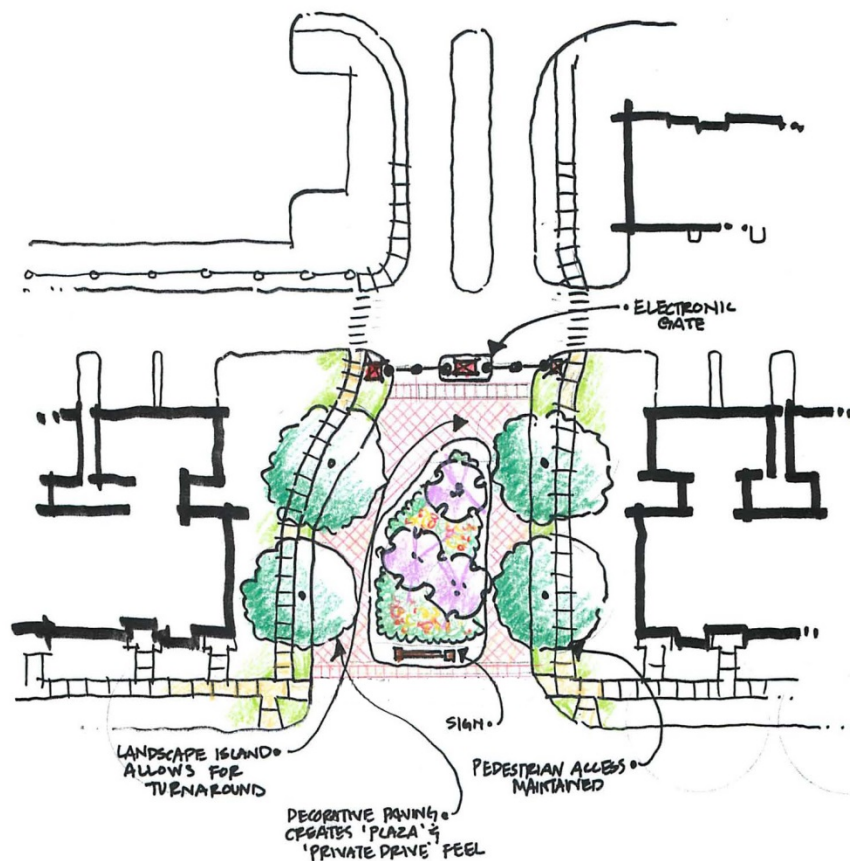 ELECTRONIC
GATE
SIGN
LANDSCAPE ISLAND
ALLOWS FOR
TURNAROUND
PEDESTRIAN ACCESS
MAINTAINED
DECORATIVE PAVING
CREATES 'PLAZA' &
'PRIVATE DRIVE' FEEL